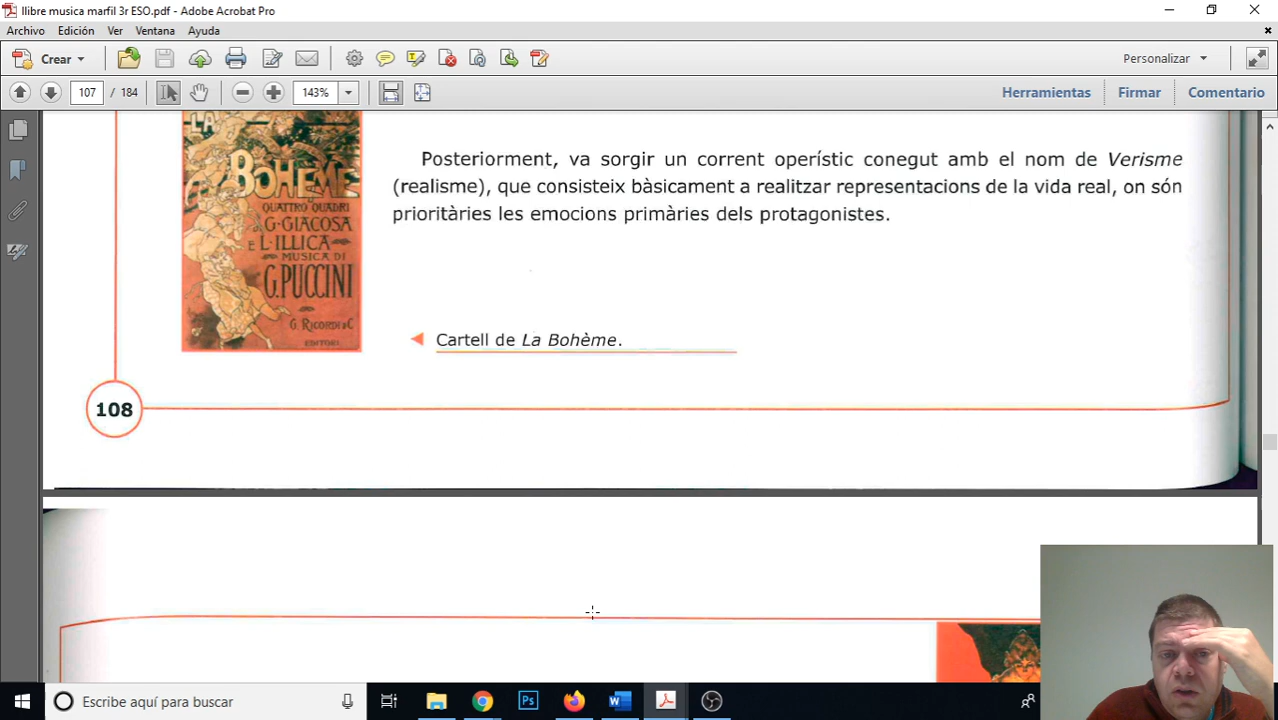 llibre musica marfil 3r ESO.pdf - Adobe Acrobat Pro
Archivo Edición Ver Ventana Ayuda
Crear
Personalizar
107 / 184
143%
Herramientas Firmar Comentario
LA
BOHÈME
QUATTRO QUADRI
G. GIACOSA
E L. ILLICA
MUSICA DI
G. PUCCINI
G. RICORDI & C
EDITORI
Posteriorment, va sorgir un corrent operístic conegut amb el nom de Verisme
(realisme), que consisteix bàsicament a realitzar representacions de la vida real, on són
prioritàries les emocions primàries dels protagonistes.
Cartell de La Bohème.
108
Escribe aquí para buscar